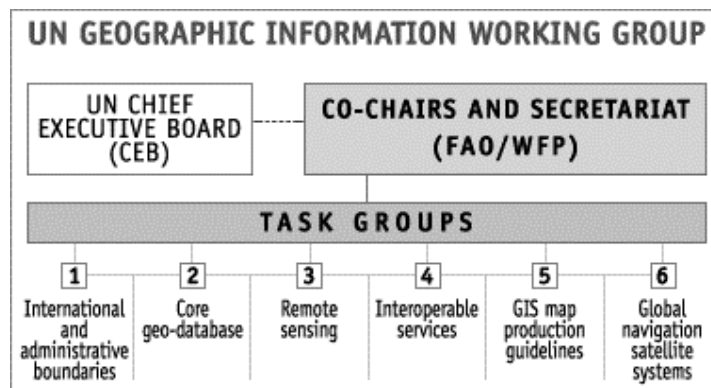 UN GEOGRAPHIC INFORMATION WORKING GROUP
UN CHIEF
EXECUTIVE BOARD
(CEB)
CO-CHAIRS AND SECRETARIAT
(FAO/WFP)
TASK GROUPS
1
International
and
administrative
boundaries
2
Core
geo-database
3
Remote
sensing
4
Interoperable
services
5
GIS map
production
guidelines
6
Global
navigation
satellite
systems